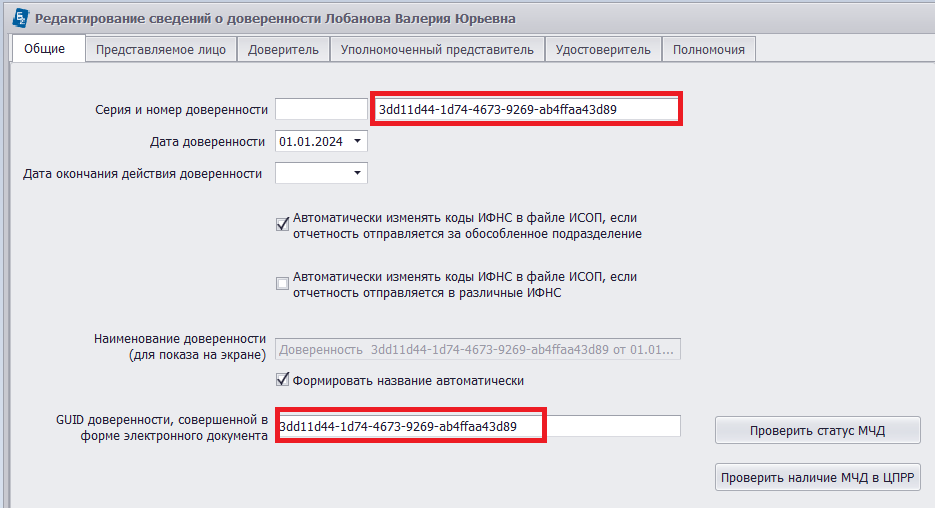 Редактирование сведений о доверенности Лобанова Валерия Юрьевна
Общие Представляемое лицо Доверитель Уполномоченный представитель Удостоверитель Полномочия
Серия и номер доверенности 3dd11d44-1d74-4673-9269-ab4ffaa43d89
Дата доверенности 01.01.2024
Дата окончания действия доверенности
Автоматически изменять коды ИФНС в файле ИСОП, если
отчетность отправляется за обособленное подразделение
Автоматически изменять коды ИФНС в файле ИСОП, если
отчетность отправляется в различные ИФНС
Наименование доверенности
(для показа на экране)
Доверенность 3dd11d44-1d74-4673-9269-ab4ffaa43d89 от 01.01...
Формировать название автоматически
GUID доверенности, совершенной в
форме электронного документа
3dd11d44-1d74-4673-9269-ab4ffaa43d89
Проверить статус МЧД
Проверить наличие МЧД в ЦПРР